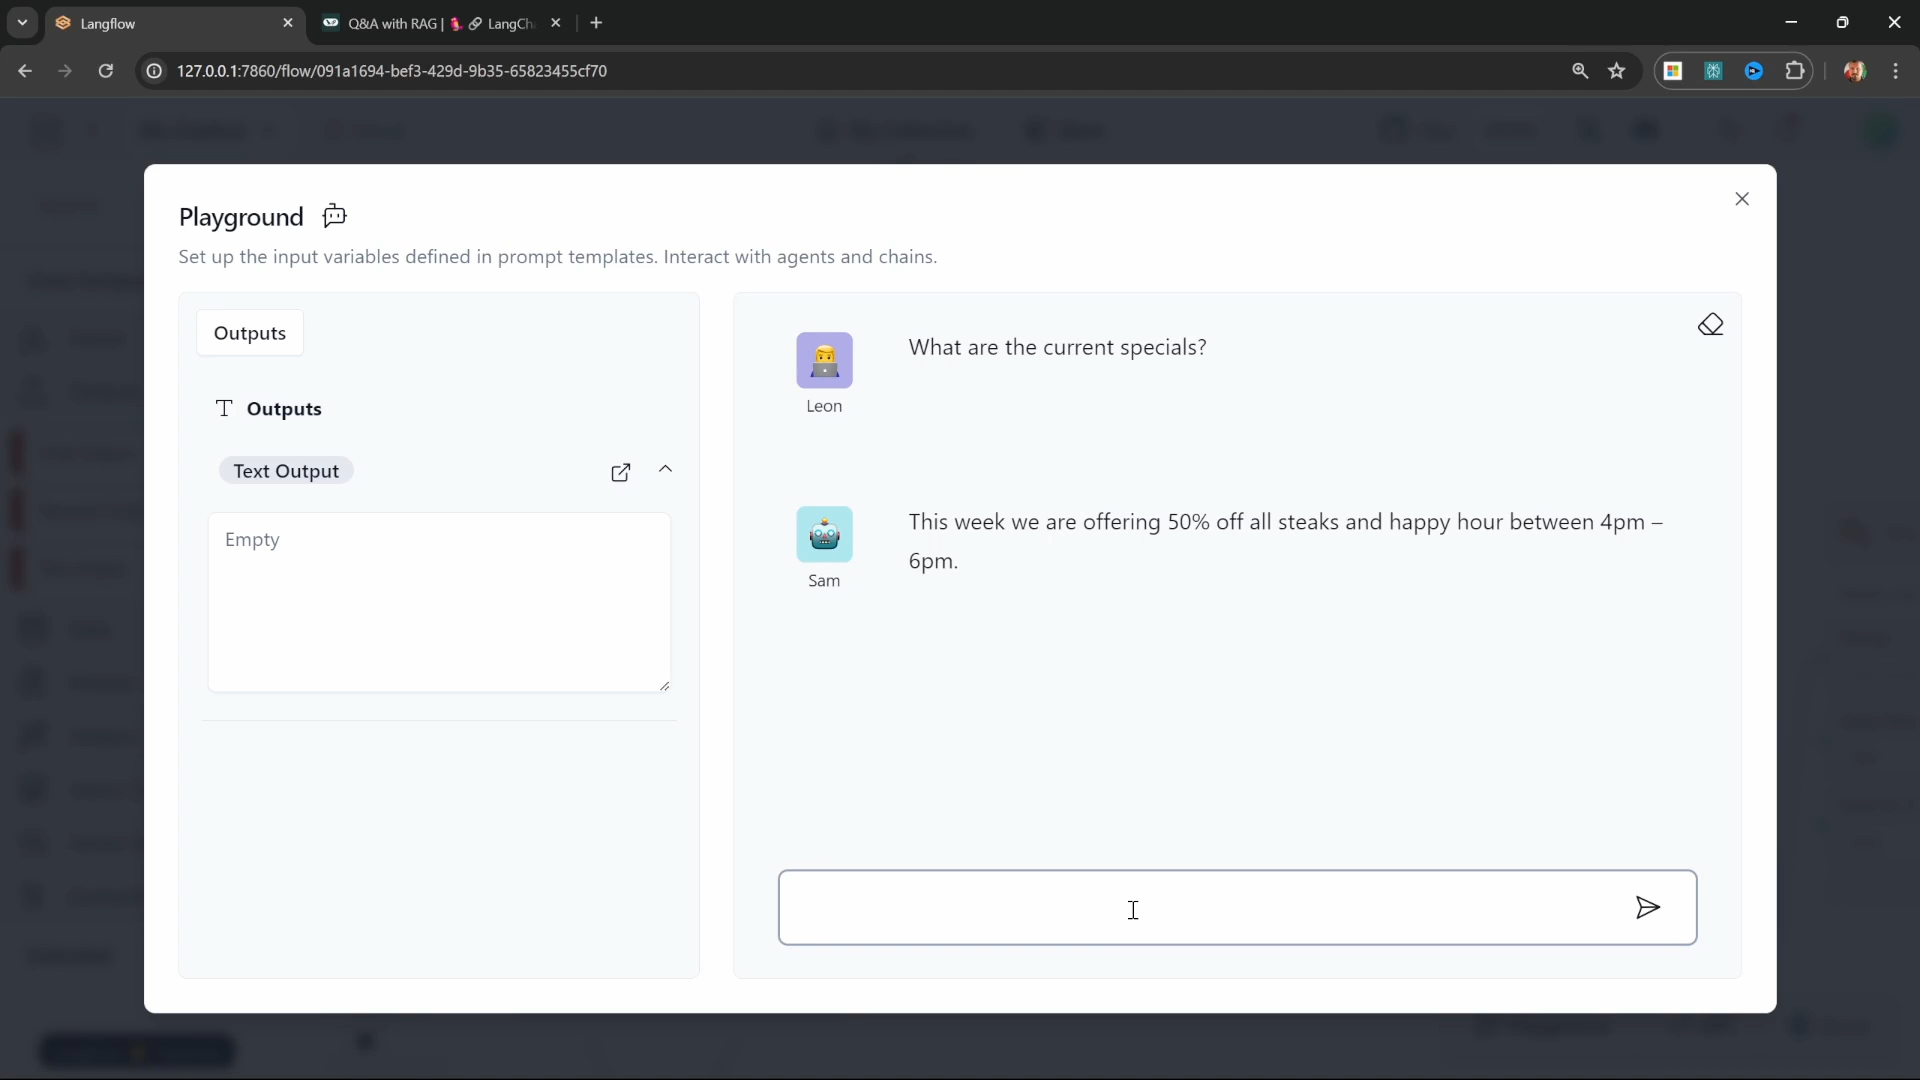 Langflow
Q&A with RAG | 🦜🔗 LangCh
127.0.0.1:7860/flow/091a1694-bef3-429d-9b35-65823455cf70
Playground
Set up the input variables defined in prompt templates. Interact with agents and chains.
Outputs
Outputs
Text Output
Empty
What are the current specials?
Leon
This week we are offering 50% off all steaks and happy hour between 4pm –
6pm.
Sam